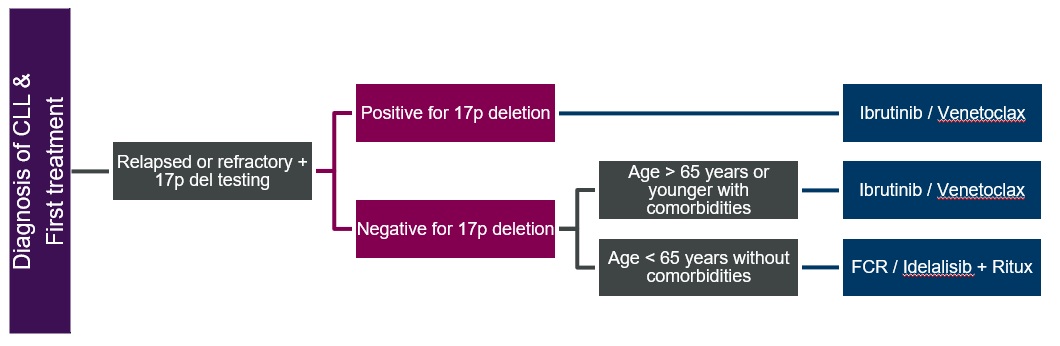 Diagnosis of CLL &
First treatment
Relapsed or refractory +
17p del testing
Positive for 17p deletion
Negative for 17p deletion
Age > 65 years or
younger with
comorbidities
Age < 65 years without
comorbidities
Ibrutinib / Venetoclax
Ibrutinib / Venetoclax
FCR / Idelalisib + Ritux